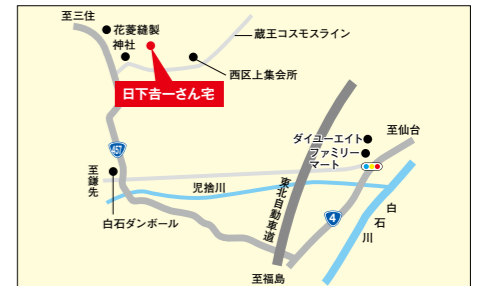 至三住
花菱縫製
神社
蔵王コスモスライン
西区上集会所
日下吉一さん宅
457
ダイユーエイト
ファミリー
マート
至仙台
至鎌先
児捨川
東北自動車道
白石ダンボール
4
白石川
至福島